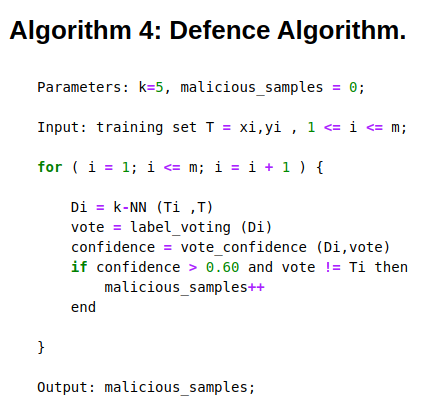 Algorithm 4: Defence Algorithm.
Parameters: k=5, malicious_samples = 0;
Input: training set T = xi,yi , 1 <= i <= m;
for ( i = 1; i <= m; i = i + 1 ) {
Di = k-NN (Ti ,T)
vote = label_voting (Di)
confidence = vote_confidence (Di,vote)
if confidence > 0.60 and vote != Ti then
malicious_samples++
end
}
Output: malicious_samples;